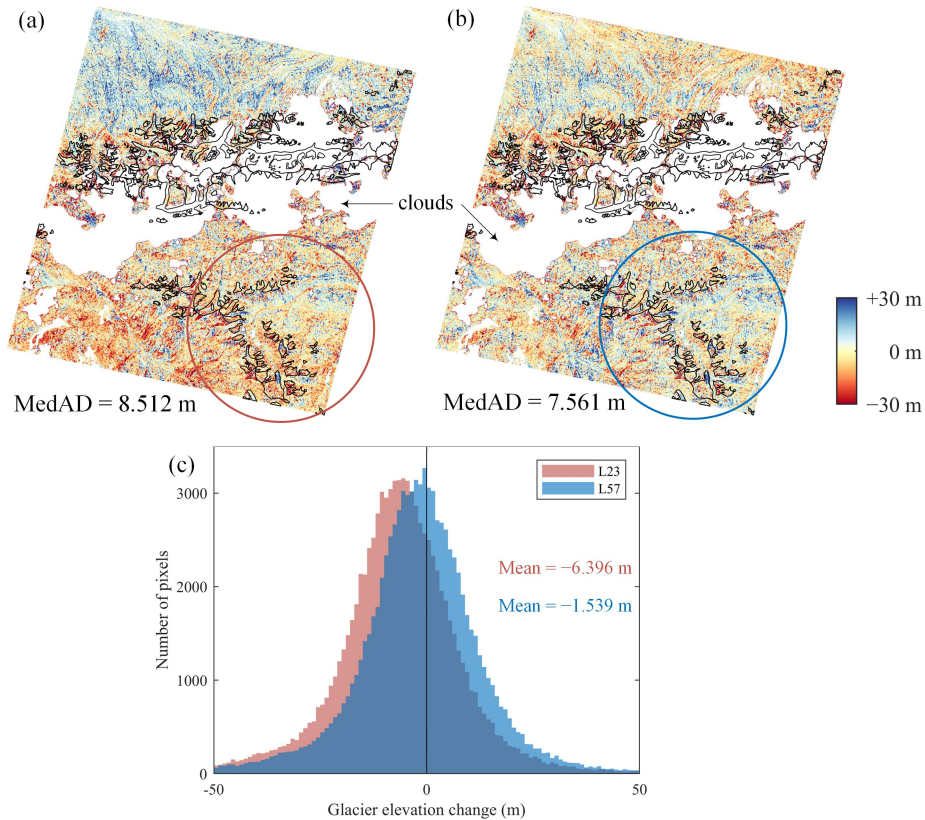 (a)
(b)
clouds
+30 m
0 m
−30 m
MedAD = 8.512 m
MedAD = 7.561 m
(c)
L23
L57
3000
2000
1000
0
Number of pixels
Mean = −6.396 m
Mean = −1.539 m
-50
0
50
Glacier elevation change (m)